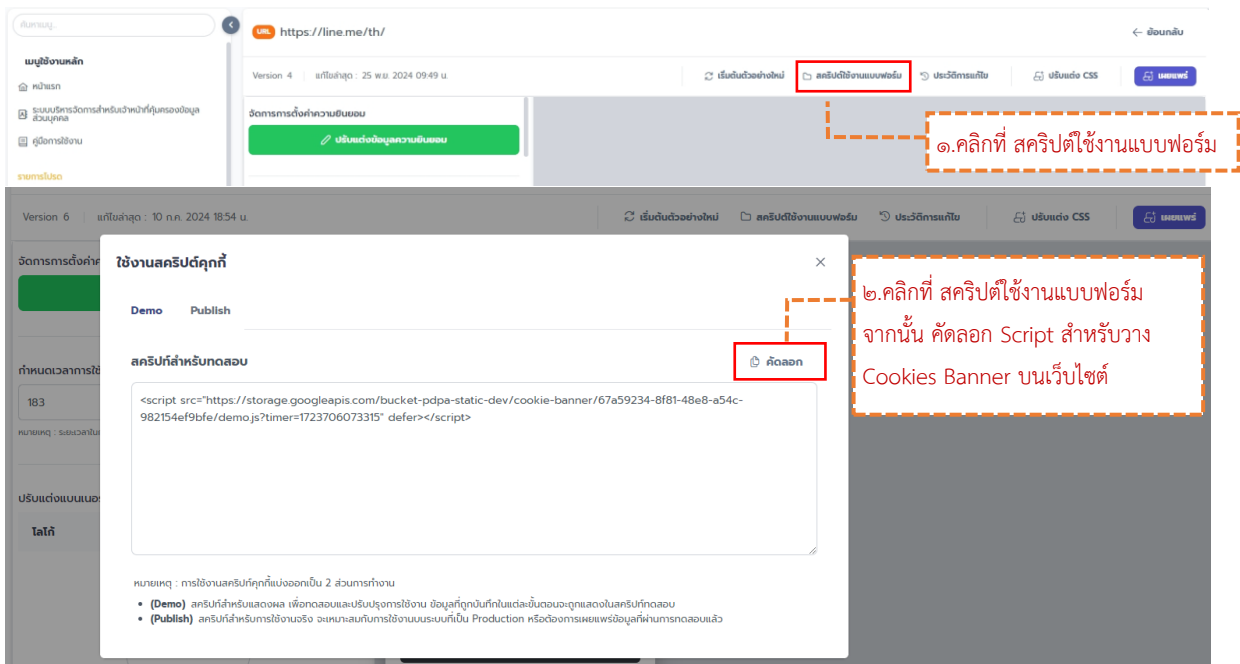 ค้นหาเมนู.
URL https://line.me/th/
← ย้อนกลับ
เมนูใช้งานหลัก
หน้าแรก
ระบบบริหารจัดการสำหรับเจ้าหน้าที่คุ้มครองข้อมูล
ส่วนบุคคล
คู่มือการใช้งาน
รายการโปรด
Version 4 แก้ไขล่าสุด : 25 พ.ย. 2024 09:49 น.
เริ่มต้นตัวอย่างใหม่ สคริปต์ใช้งานแบบฟอร์ม ประวัติการแก้ไข ปรับแต่ง CSS เผยแพร่
จัดการการตั้งค่าความยินยอม
ปรับแต่งข้อมูลความยินยอม
๑.คลิกที่ สคริปต์ใช้งานแบบฟอร์ม
Version 6 แก้ไขล่าสุด : 10 ก.ค. 2024 18:54 น.
เริ่มต้นตัวอย่างใหม่ สคริปต์ใช้งานแบบฟอร์ม ประวัติการแก้ไข ปรับแต่ง CSS เผยแพร่
จัดการการตั้งค่า
กำหนดเวลาการใช้
183
หมายเหตุ : ระยะเวลาใน
ปรับแต่งแบนเนอร์
โลโก้
ใช้งานสคริปต์คุกกี้
Demo Publish
สคริปท์สำหรับทดสอบ
คัดลอก
<script src="https://storage.googleapis.com/bucket-pdpa-static-dev/cookie-banner/67a59234-8f81-48e8-a54c-
982154ef9bfe/demo.js?timer=1723706073315" defer></script>
หมายเหตุ : การใช้งานสคริปท์คุกกี้แบ่งออกเป็น 2 ส่วนการทำงาน
• (Demo) สคริปท์สำหรับแสดงผล เพื่อทดสอบและปรับปรุงการใช้งาน ข้อมูลที่ถูกบันทึกในแต่ละขั้นตอนจะถูกแสดงในสคริปท์ทดสอบ
• (Publish) สคริปท์สำหรับการใช้งานจริง จะเหมาะสมกับการใช้งานบนระบบที่เป็น Production หรือต้องการเผยแพร่ข้อมูลที่ผ่านการทดสอบแล้ว
๒.คลิกที่ สคริปต์ใช้งานแบบฟอร์ม
จากนั้น คัดลอก Script สำหรับวาง
Cookies Banner บนเว็บไซต์